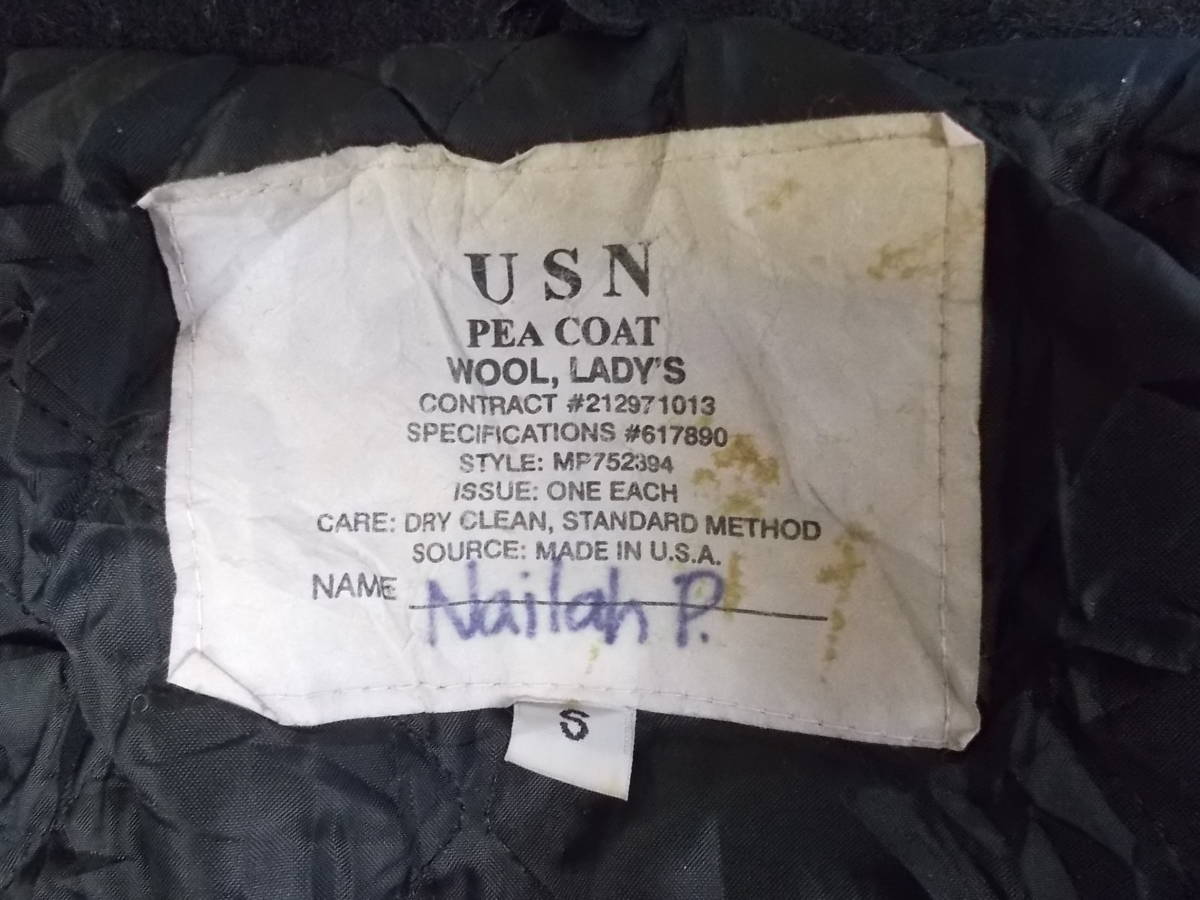 USN
PEA COAT
WOOL, LADY'S
CONTRACT #212971013
SPECIFICATIONS #617890
STYLE: MP752394
ISSUE: ONE EACH
CARE: DRY CLEAN, STANDARD METHOD
SOURCE: MADE IN U.S.A.
NAME Nailah P.
S